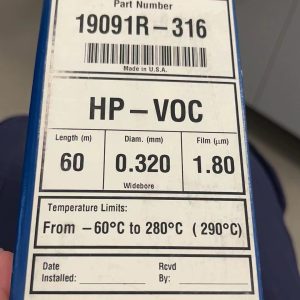 Part Number
19091R-316
Made in U.S.A.
HP-VOC
Length (m) Diam. (mm) Film (μm)
60 0.320 1.80
Widebore
Temperature Limits:
From -60°C to 280°C (290°C)
Date Rcvd
Installed: By: